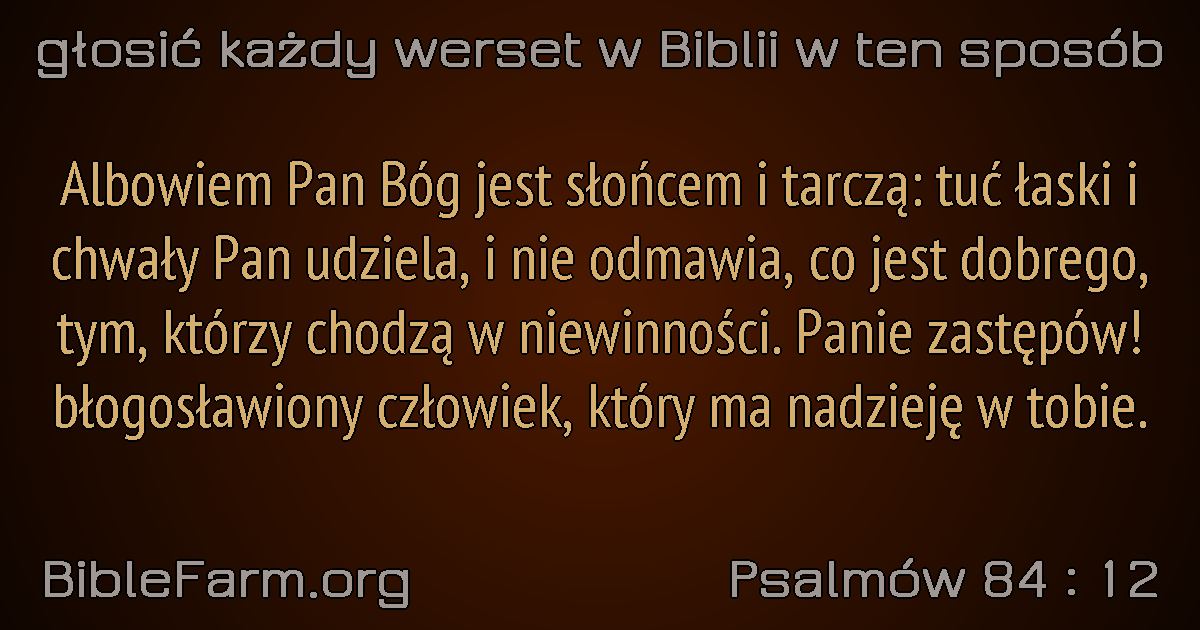 głosić każdy werset w Biblii w ten sposób
Albowiem Pan Bóg jest słońcem i tarczą: tuć łaski i
chwały Pan udziela, i nie odmawia, co jest dobrego,
tym, którzy chodzą w niewinności. Panie zastępów!
błogosławiony człowiek, który ma nadzieję w tobie.
BibleFarm.org
Psalmów 84 : 12